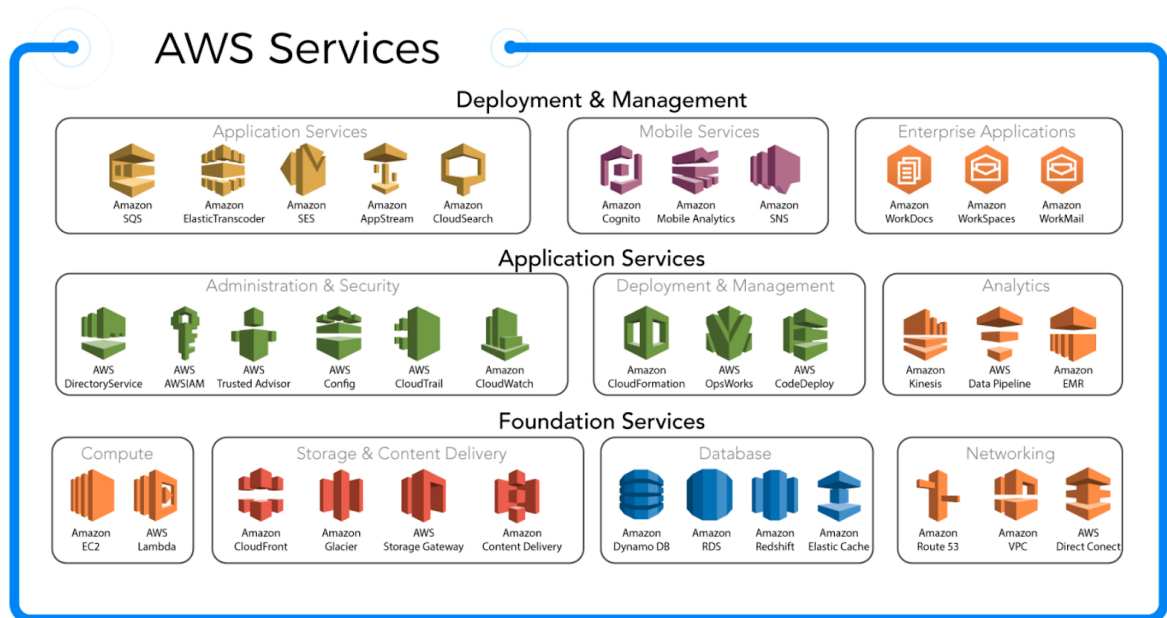 AWS Services
Deployment & Management
Application Services
Amazon
SQS
Amazon
ElasticTranscoder
Amazon
SES
Amazon
AppStream
Amazon
CloudSearch
Mobile Services
Amazon
Cognito
Amazon
Mobile Analytics
Amazon
SNS
Enterprise Applications
Amazon
WorkDocs
Amazon
WorkSpaces
Amazon
WorkMail
Application Services
Administration & Security
AWS
DirectoryService
AWS
AWSIAM
AWS
Trusted Advisor
AWS
Config
AWS
CloudTrail
Amazon
CloudWatch
Deployment & Management
Amazon
CloudFormation
AWS
OpsWorks
AWS
CodeDeploy
Analytics
Amazon
Kinesis
AWS
Data Pipeline
Amazon
EMR
Foundation Services
Compute
Amazon
EC2
AWS
Lambda
Storage & Content Delivery
Amazon
CloudFront
Amazon
Glacier
AWS
Storage Gateway
Amazon
Content Delivery
Database
Amazon
Dynamo DB
Amazon
RDS
Amazon
Redshift
Amazon
Elastic Cache
Networking
Amazon
Route 53
Amazon
VPC
AWS
Direct Conect